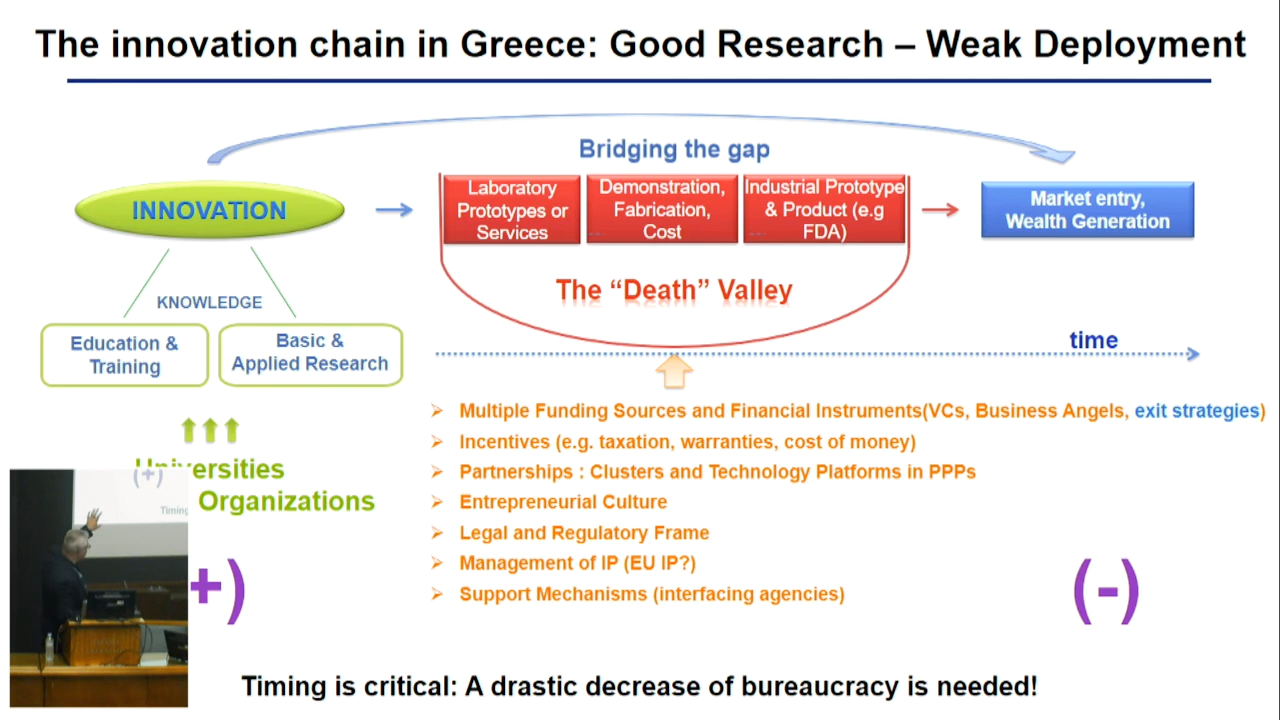 The innovation chain in Greece: Good Research – Weak Deployment
Bridging the gap
INNOVATION
Laboratory
Prototypes or
Services
Demonstration,
Fabrication,
Cost
Industrial Prototype
& Product (e.g
FDA)
Market entry,
Wealth Generation
The “Death” Valley
KNOWLEDGE
Education &
Training
Basic &
Applied Research
time
Universities
Organizations
(+)
Timing
+)
Multiple Funding Sources and Financial Instruments(VCs, Business Angels, exit strategies)
Incentives (e.g. taxation, warranties, cost of money)
Partnerships : Clusters and Technology Platforms in PPPs
Entrepreneurial Culture
Legal and Regulatory Frame
Management of IP (EU IP?)
Support Mechanisms (interfacing agencies)
(-)
Timing is critical: A drastic decrease of bureaucracy is needed!